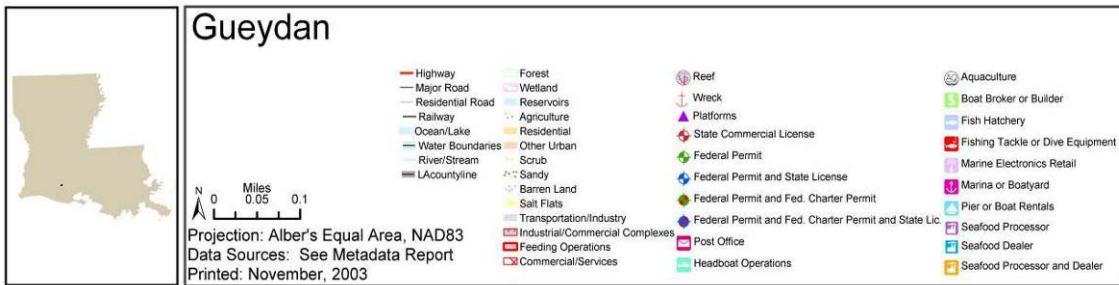 Gueydan
N
Miles
0 0.05 0.1
Projection: Alber's Equal Area, NAD83
Data Sources: See Metadata Report
Printed: November, 2003
Highway
Major Road
Residential Road
Railway
Ocean/Lake
Water Boundaries
River/Stream
LAcountyline
Forest
Wetland
Reservoirs
Agriculture
Residential
Other Urban
Scrub
Sandy
Barren Land
Salt Flats
Transportation/Industry
Industrial/Commercial Complexes
Feeding Operations
Commercial/Services
Reef
Wreck
Platforms
State Commercial License
Federal Permit
Federal Permit and State License
Federal Permit and Fed. Charter Permit
Federal Permit and Fed. Charter Permit and State Lic.
Post Office
Headboat Operations
Aquaculture
Boat Broker or Builder
Fish Hatchery
Fishing Tackle or Dive Equipment
Marine Electronics Retail
Marina or Boatyard
Pier or Boat Rentals
Seafood Processor
Seafood Dealer
Seafood Processor and Dealer